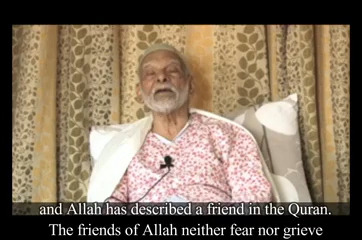 and Allah has described a friend in the Quran.
The friends of Allah neither fear nor grieve